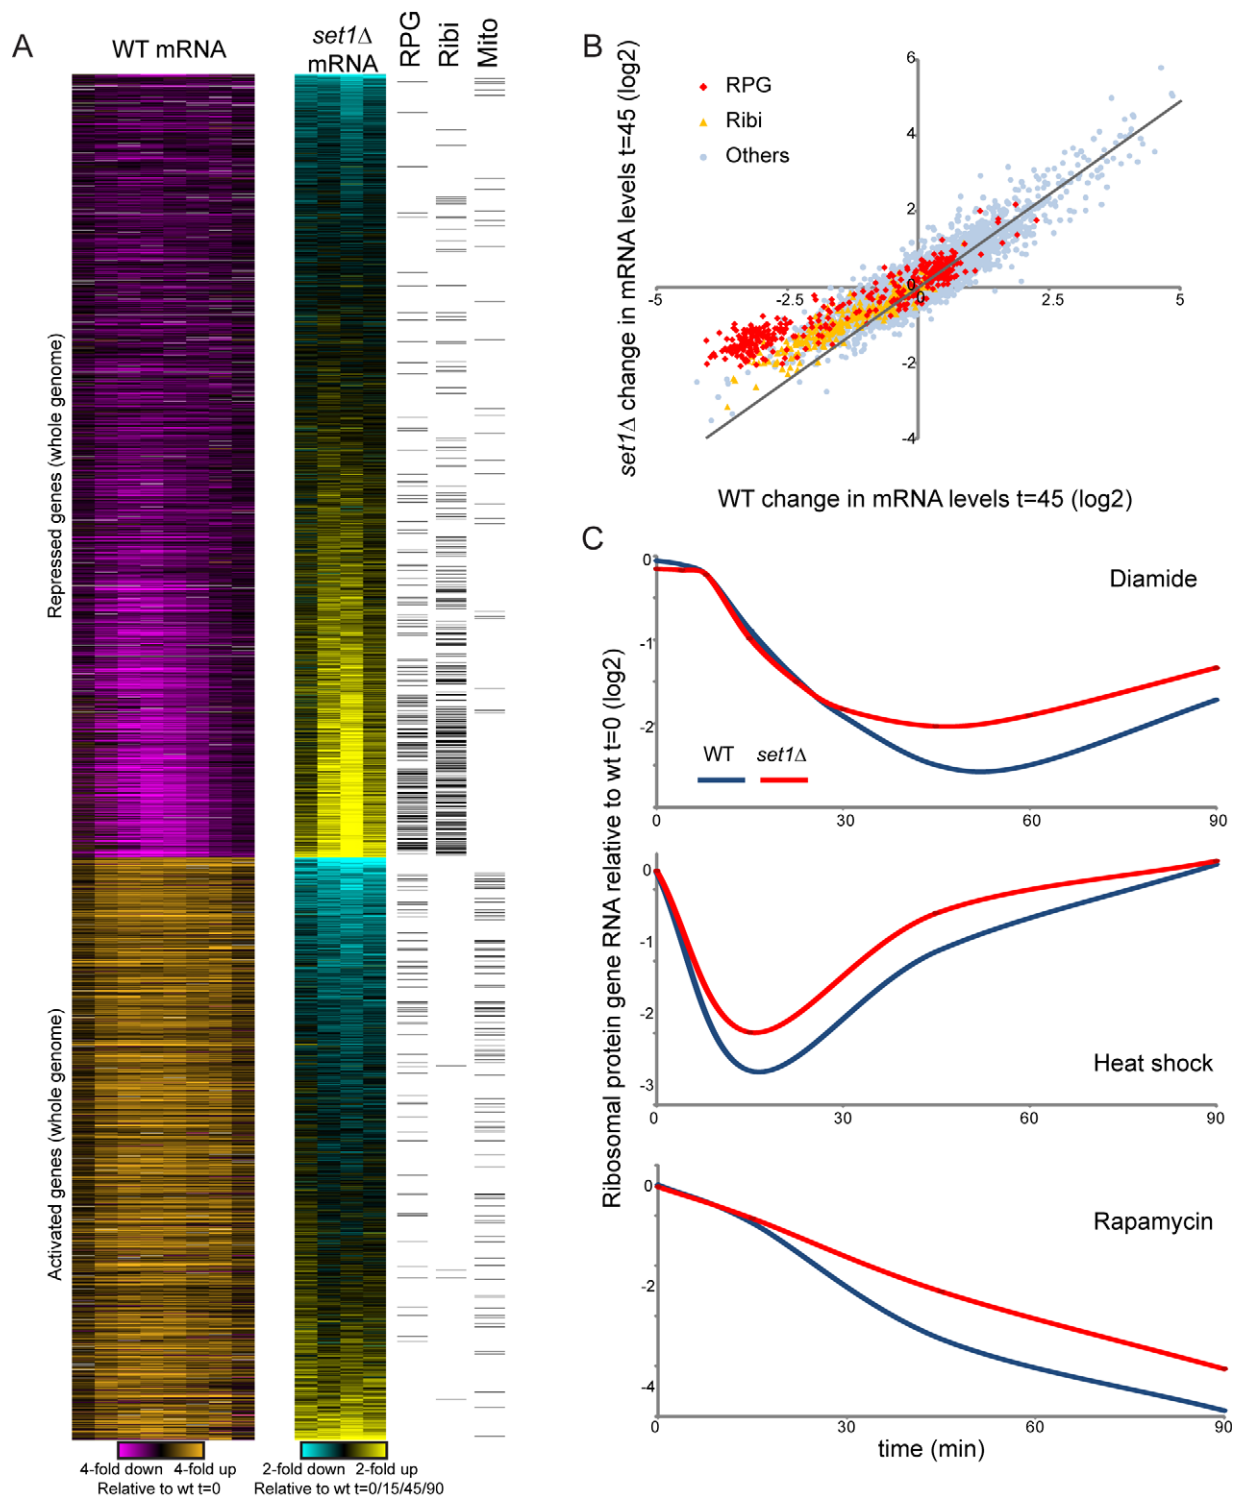 A
WT mRNA
set1Δ
mRNA
RPG
Ribi
Mito
Repressed genes (whole genome)
Activated genes (whole genome)
4-fold down 4-fold up
Relative to wt t=0
2-fold down 2-fold up
Relative to wt t=0/15/45/90
B
set1Δ change in mRNA levels t=45 (log2)
RPG
Ribi
Others
6
4
2
0
0
-2
-4
-5
-2.5
2.5
5
WT change in mRNA levels t=45 (log2)
C
Ribosomal protein gene RNA relative to wt t=0 (log2)
Diamide
0
-1
-2
WT set1Δ
0 30 60 90
Heat shock
0
-1
-2
-3
0 30 60 90
Rapamycin
0
-2
-4
0 30 60 90
time (min)